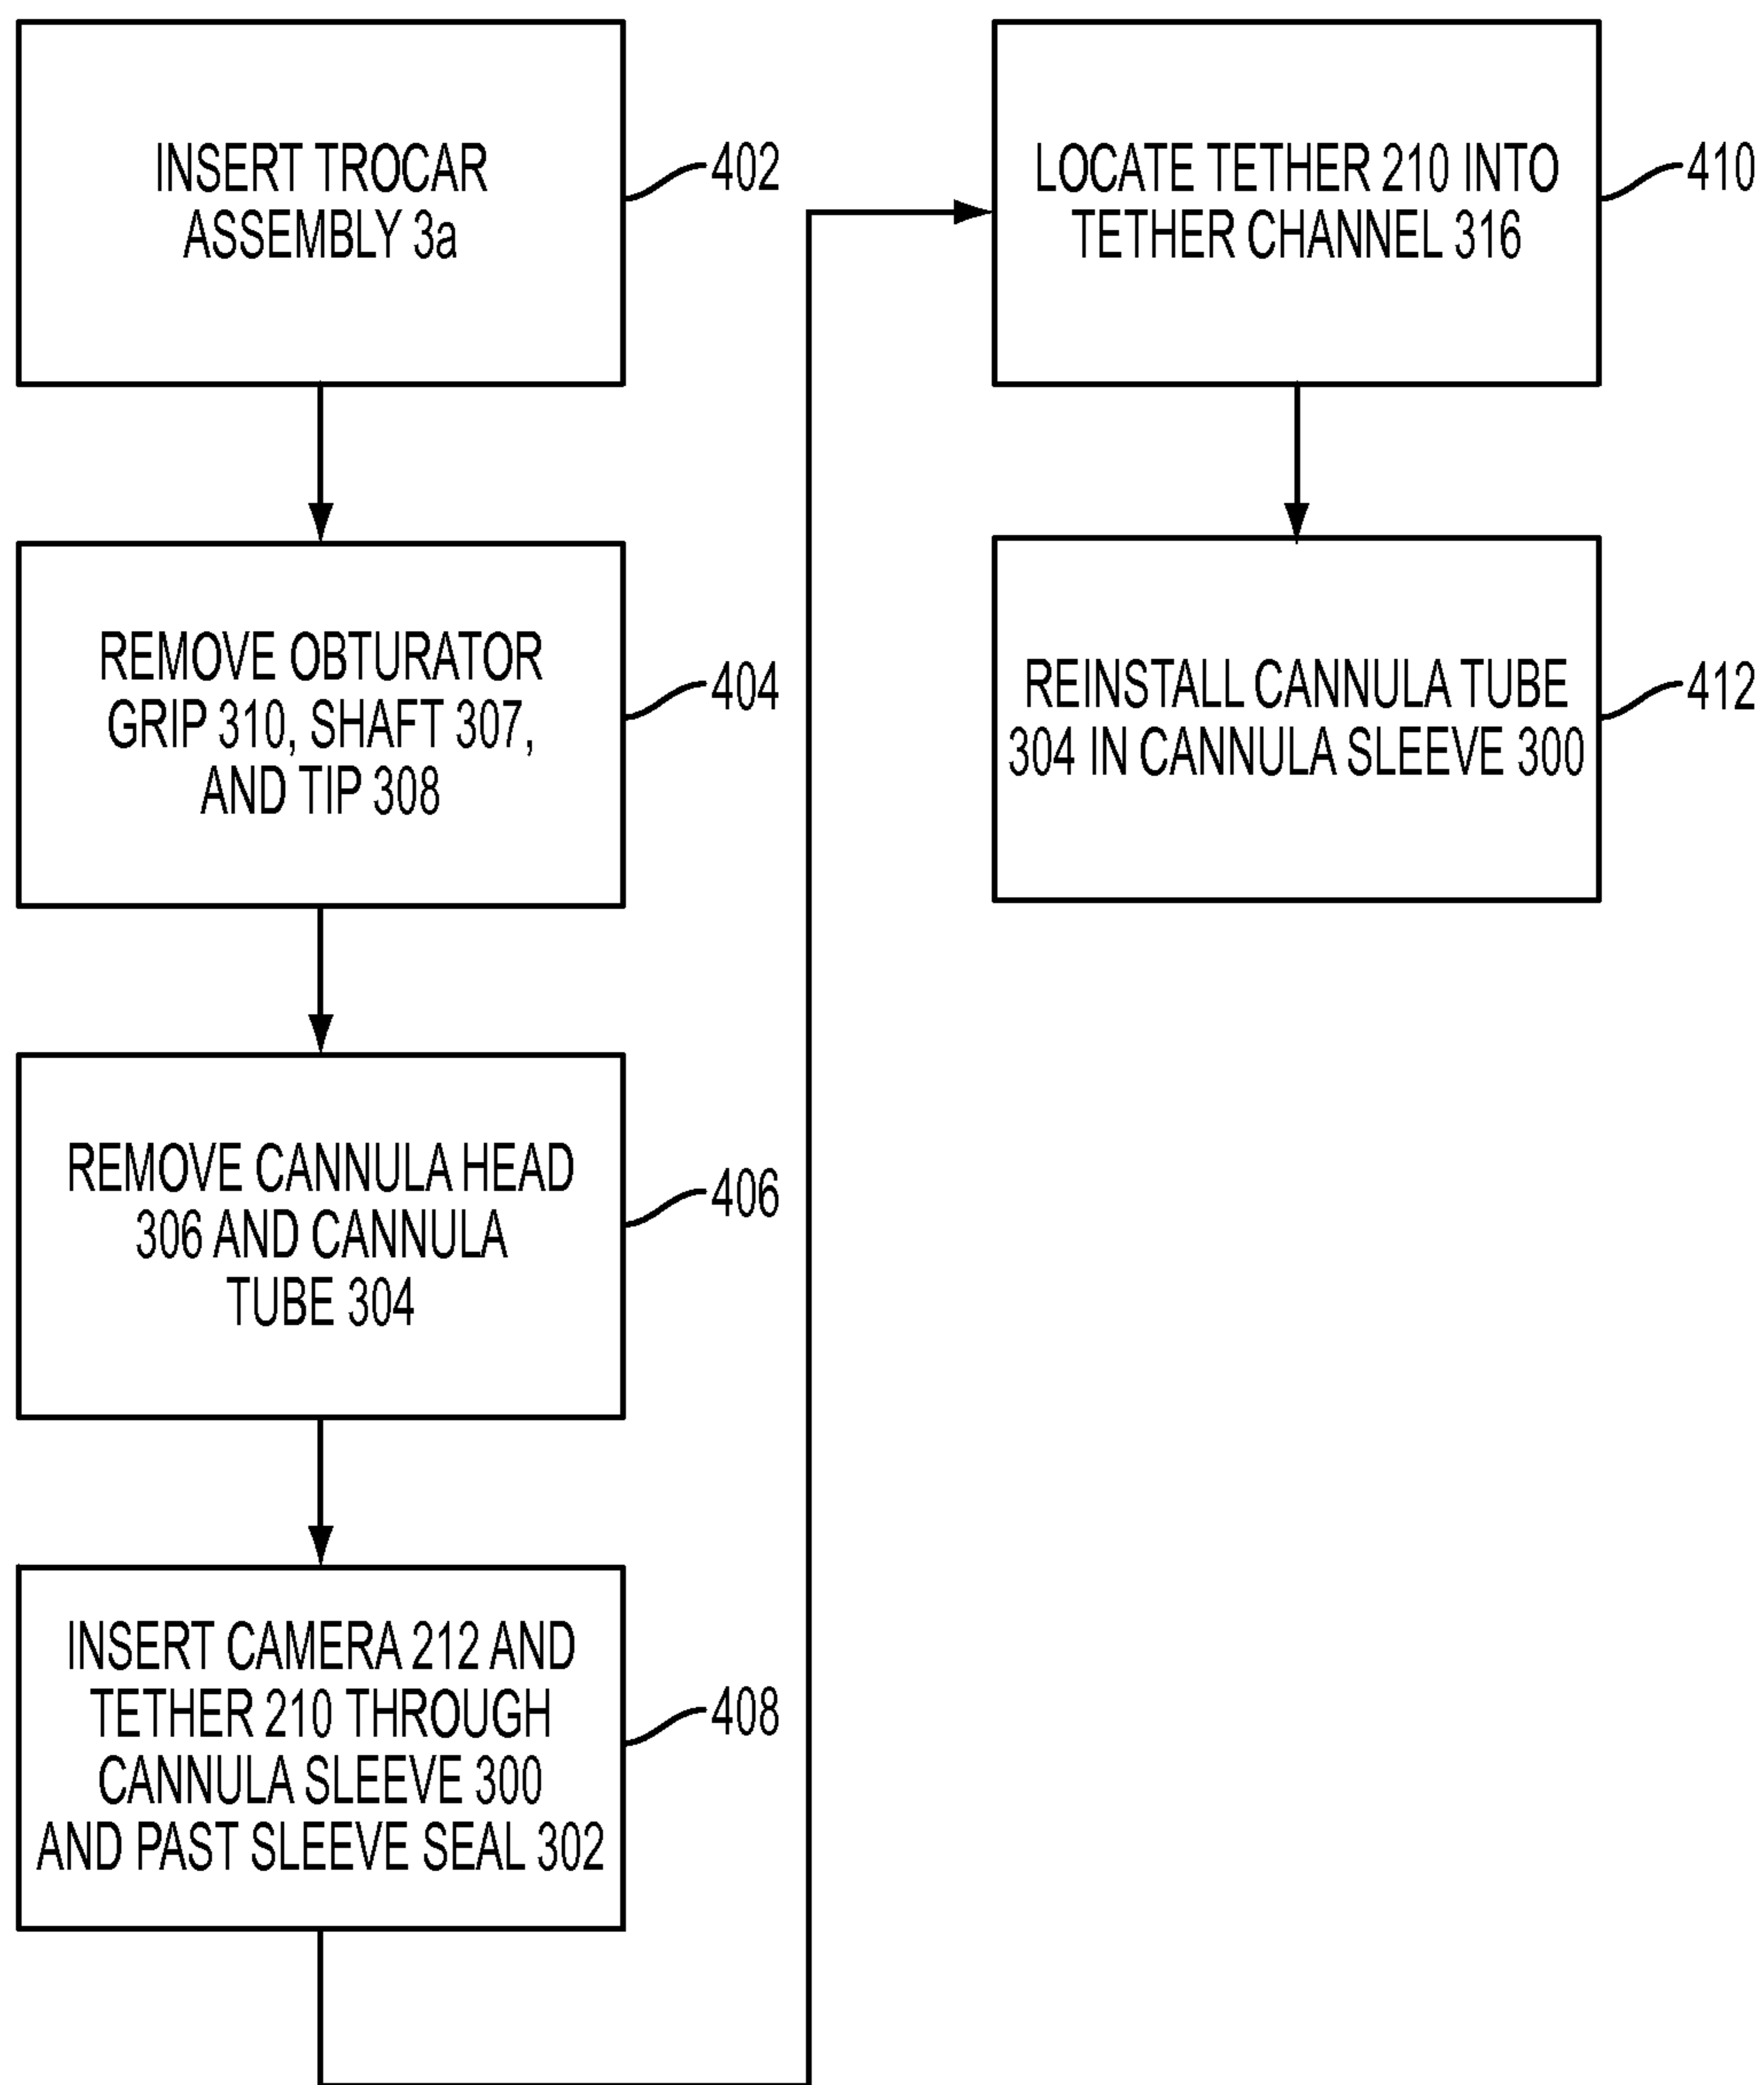 INSERT TROCAR
ASSEMBLY 3a
402
REMOVE OBTURATOR
GRIP 310, SHAFT 307,
AND TIP 308
404
REMOVE CANNULA HEAD
306 AND CANNULA
TUBE 304
406
INSERT CAMERA 212 AND
TETHER 210 THROUGH
CANNULA SLEEVE 300
AND PAST SLEEVE SEAL 302
408
LOCATE TETHER 210 INTO
TETHER CHANNEL 316
410
REINSTALL CANNULA TUBE
304 IN CANNULA SLEEVE 300
412